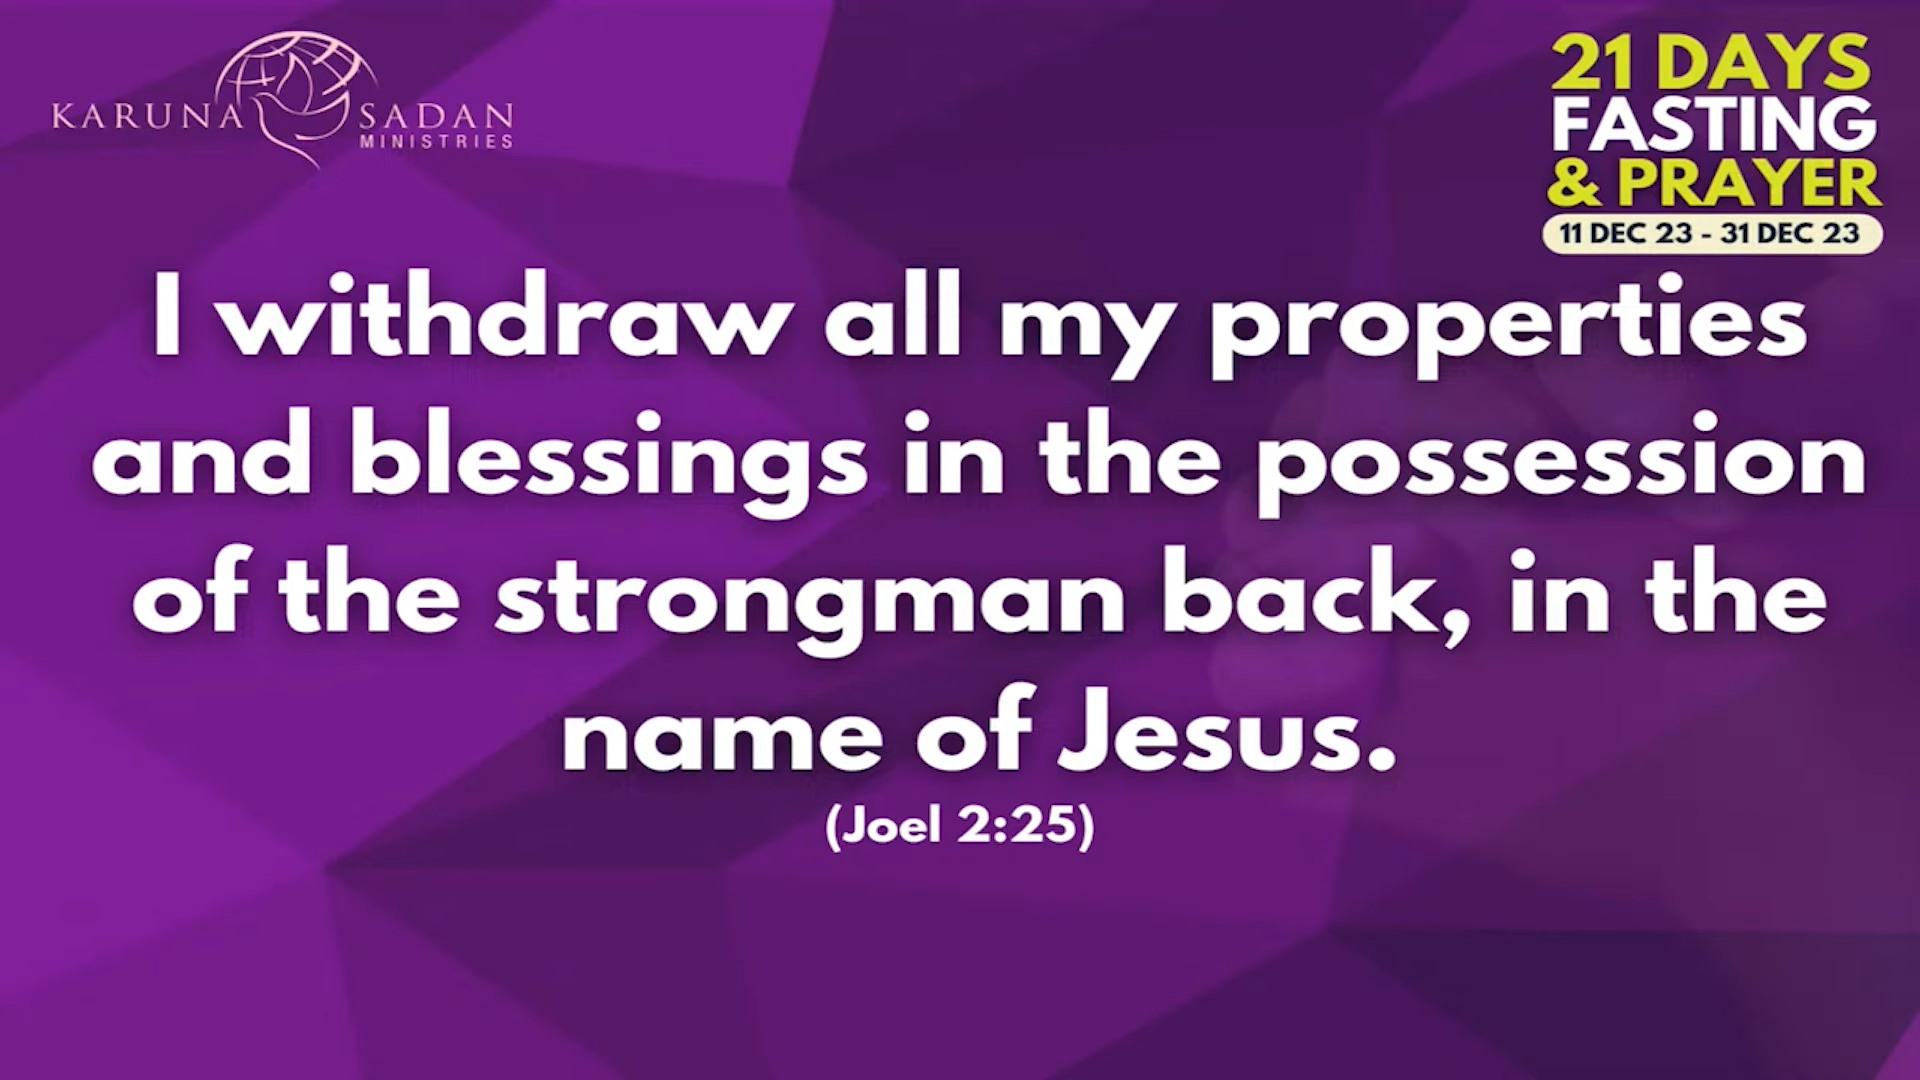 KARUNA SADAN
MINISTRIES
21 DAYS
FASTING
& PRAYER
11 DEC 23 - 31 DEC 23
I withdraw all my properties
and blessings in the possession
of the strongman back, in the
name of Jesus.
(Joel 2:25)